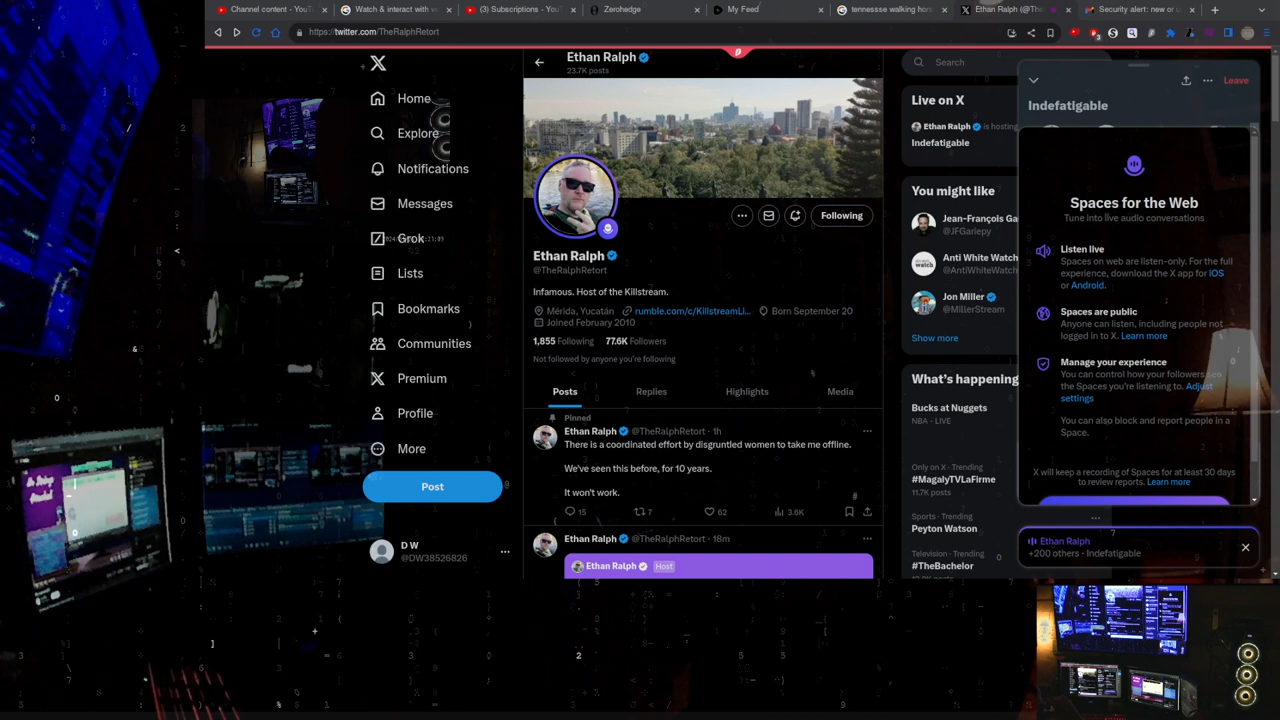 Channel content - YouT
Watch & interact with v
(3) Subscriptions - YouT
Zerohedge
My Feed
tennessse walking hors
Ethan Ralph (@The
Security alert: new or u
https://twitter.com/TheRalphRetort
Home
Explore
Notifications
Messages
Grok
Lists
Bookmarks
Communities
Premium
Profile
More
Post
D W
@DW38526826
Ethan Ralph
23.7K posts
Following
Ethan Ralph
@TheRalphRetort
Infamous. Host of the Killstream.
Mérida, Yucatán rumble.com/c/KillstreamLi... Born September 20
Joined February 2010
1,855 Following 77.6K Followers
Not followed by anyone you're following
Posts Replies Highlights Media
Pinned
Ethan Ralph @TheRalphRetort · 1h
There is a coordinated effort by disgruntled women to take me offline.
We've seen this before, for 10 years.
It won't work.
15 7 62 3.6K
Ethan Ralph @TheRalphRetort · 18m
Ethan Ralph Host
Search
Live on X
Ethan Ralph is hosting
Indefatigable
You might like
Jean-François Ga
@JFGariepy
Anti White Watch
@AntiWhiteWatch
Jon Miller
@MillerStream
Show more
What's happening
Bucks at Nuggets
NBA · LIVE
Only on X · Trending
#MagalyTVLaFirme
11.7K posts
Sports · Trending
Peyton Watson
Television · Trending
#TheBachelor
Leave
Indefatigable
Spaces for the Web
Tune into live audio conversations
Listen live
Spaces on web are listen-only. For the full
experience, download the X app for iOS
or Android.
Spaces are public
Anyone can listen, including people not
logged in to X. Learn more
Manage your experience
You can control how your followers see
the Spaces you're listening to. Adjust
settings
You can also block and report people in a
Space.
X will keep a recording of Spaces for at least 30 days
to review reports. Learn more
Ethan Ralph
+200 others · Indefatigable